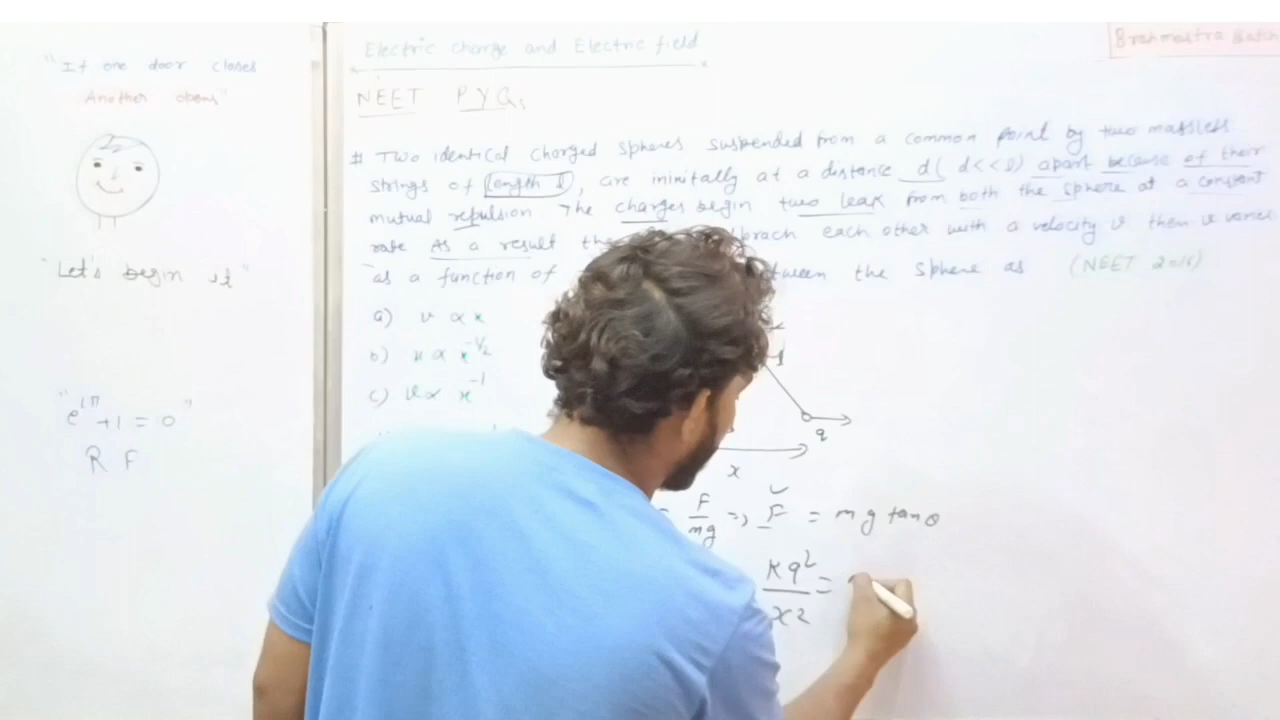 "If one door closes
Another opens"
"Let's begin it"
"e^iπ +1 = 0"
R F
Electric charge and Electric field
Brahmastra Batch
NEET PYQs
# Two identical charged spheres suspended from a common point by two massless
strings of length l, are ininitally at a distance d( d<<l) apart because of their
mutual repulsion. The charges begin two leak from both the sphere at a constant
rate As a result the each other with a velocity v then v varies
as a function of the sphere as (NEET 2016)
a) v ∝ x
b) v ∝ x^-1/2
c) v ∝ x^-1
q
x
= F/mg => F = mg tanθ
Kq²/x2 =